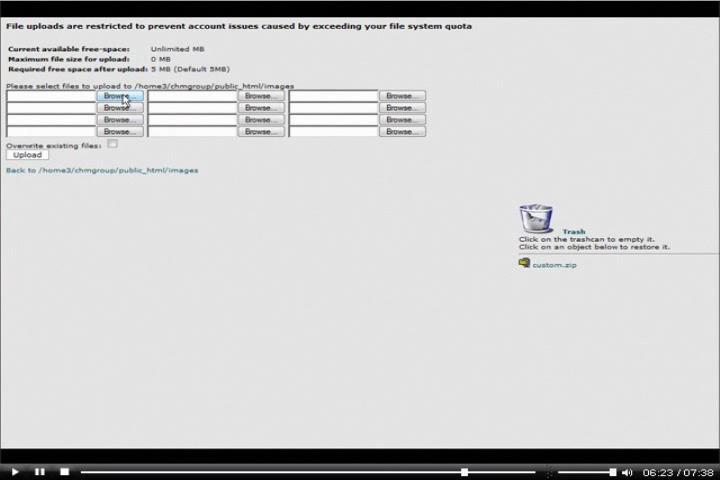 File uploads are restricted to prevent account issues caused by exceeding your file system quota
Current available free-space: Unlimited MB
Maximum file size for upload: 0 MB
Required free space after upload: 5 MB (Default 5MB)
Please select files to upload to /home3/chmgroup/public_html/images
Browse... Browse... Browse...
Browse... Browse... Browse...
Browse... Browse... Browse...
Browse... Browse... Browse...
Overwrite existing files:
Upload
Back to /home3/chmgroup/public_html/images
Trash
Click on the trashcan to empty it.
Click on an object below to restore it.
custom.zip
06:23 / 07:38